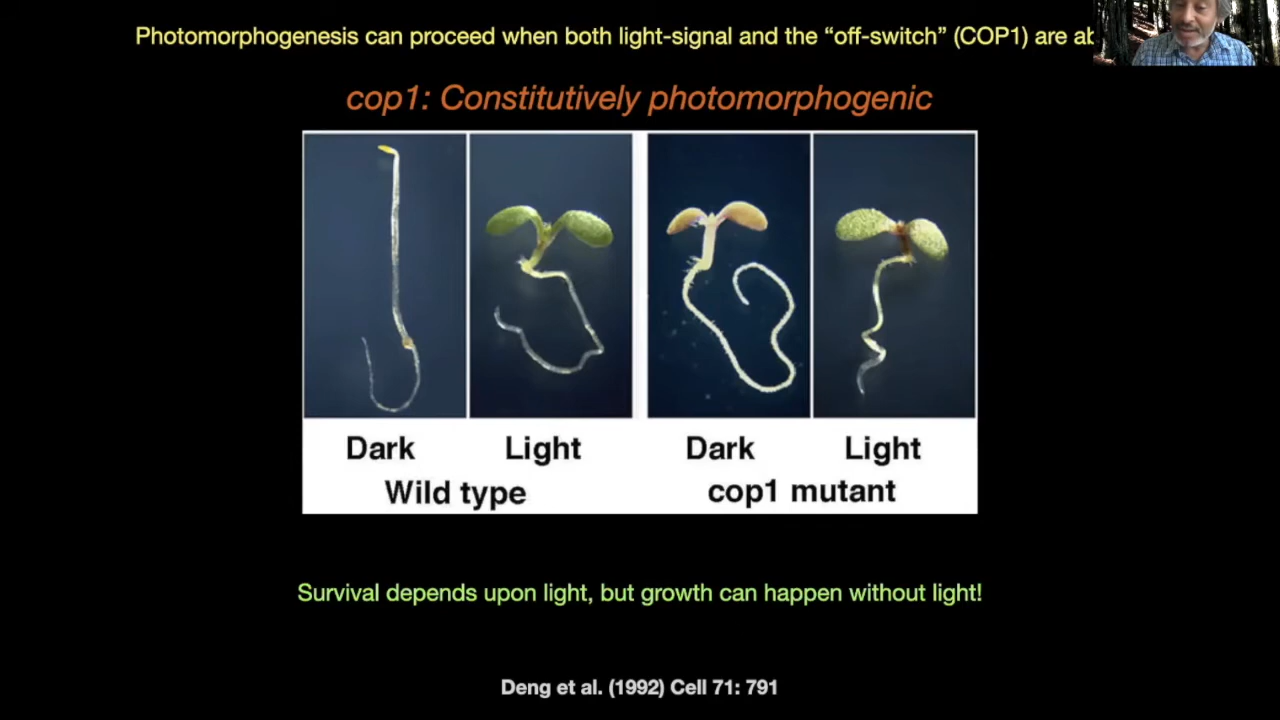 Photomorphogenesis can proceed when both light-signal and the “off-switch” (COP1) are
cop1: Constitutively photomorphogenic
Dark Light Dark Light
Wild type cop1 mutant
Survival depends upon light, but growth can happen without light!
Deng et al. (1992) Cell 71: 791